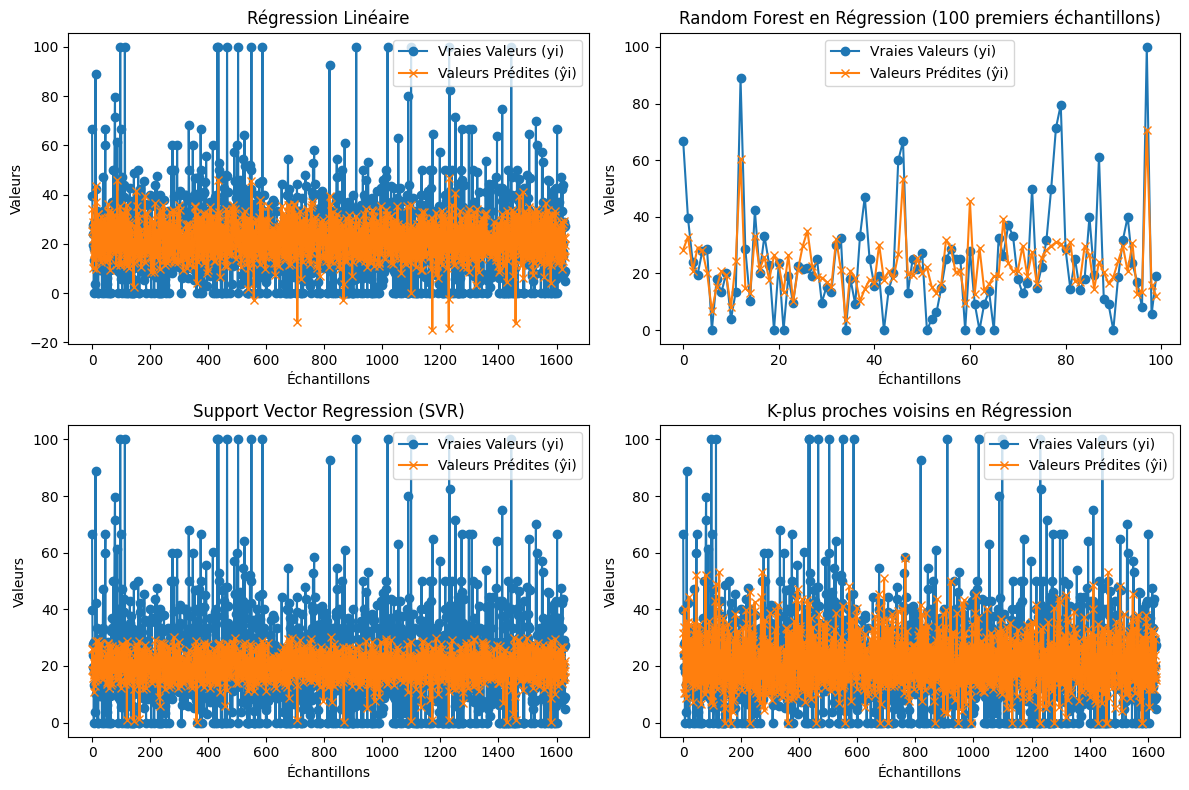 Régression Linéaire
Valeurs
100
80
60
40
20
0
−20
Vraies Valeurs (yi)
Valeurs Prédites (ŷi)
0 200 400 600 800 1000 1200 1400 1600
Échantillons
Random Forest en Régression (100 premiers échantillons)
Valeurs
100
80
60
40
20
0
Vraies Valeurs (yi)
Valeurs Prédites (ŷi)
0 20 40 60 80 100
Échantillons
Support Vector Regression (SVR)
Valeurs
100
80
60
40
20
0
Vraies Valeurs (yi)
Valeurs Prédites (ŷi)
0 200 400 600 800 1000 1200 1400 1600
Échantillons
K-plus proches voisins en Régression
Valeurs
100
80
60
40
20
0
Vraies Valeurs (yi)
Valeurs Prédites (ŷi)
0 200 400 600 800 1000 1200 1400 1600
Échantillons